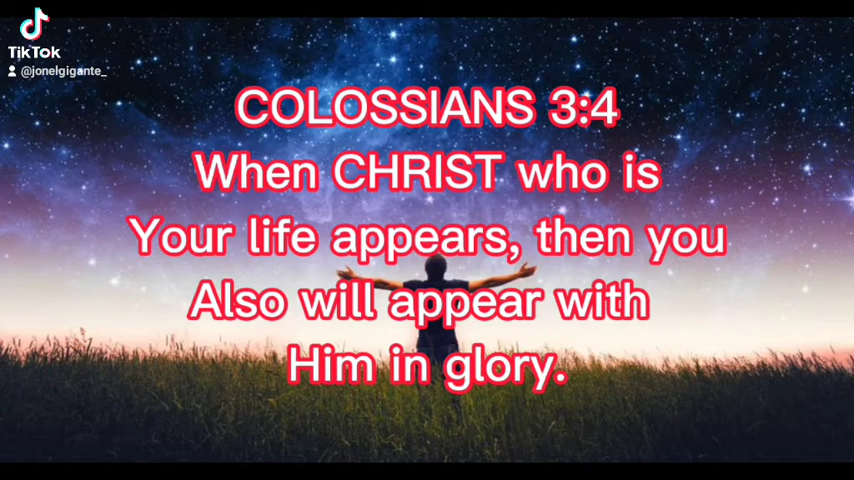 TikTok
@jonelgigante_
COLOSSIANS 3:4
When CHRIST who is
Your life appears, then you
Also will appear with
Him in glory.